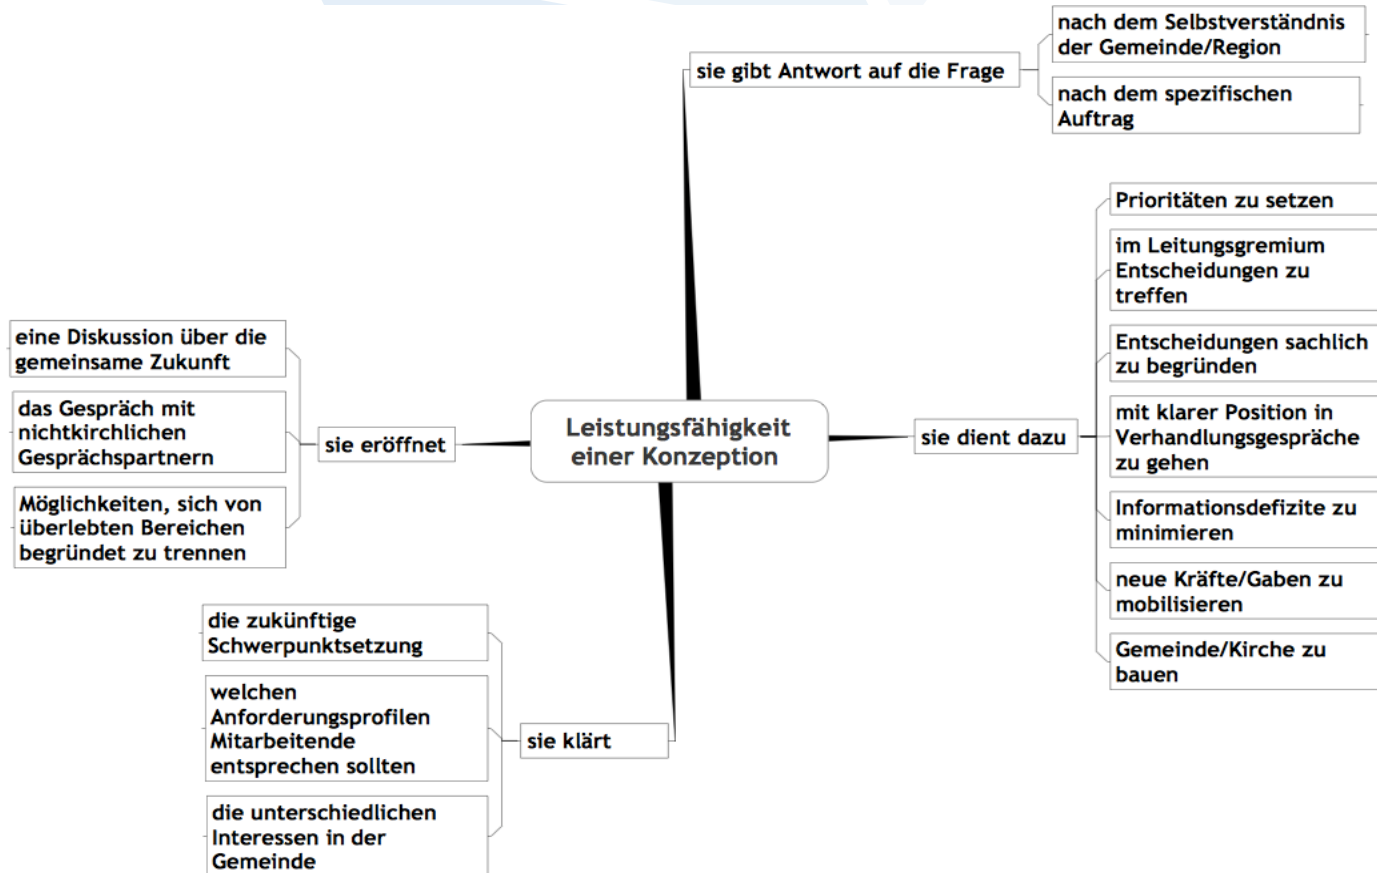 Leistungsfähigkeit
einer Konzeption
sie gibt Antwort auf die Frage
nach dem Selbstverständnis
der Gemeinde/Region
nach dem spezifischen
Auftrag
sie dient dazu
Prioritäten zu setzen
im Leitungsgremium
Entscheidungen zu
treffen
Entscheidungen sachlich
zu begründen
mit klarer Position in
Verhandlungsgespräche
zu gehen
Informationsdefizite zu
minimieren
neue Kräfte/Gaben zu
mobilisieren
Gemeinde/Kirche zu
bauen
sie klärt
die zukünftige
Schwerpunktsetzung
welchen
Anforderungsprofilen
Mitarbeitende
entsprechen sollten
die unterschiedlichen
Interessen in der
Gemeinde
sie eröffnet
eine Diskussion über die
gemeinsame Zukunft
das Gespräch mit
nichtkirchlichen
Gesprächspartnern
Möglichkeiten, sich von
überlebten Bereichen
begründet zu trennen